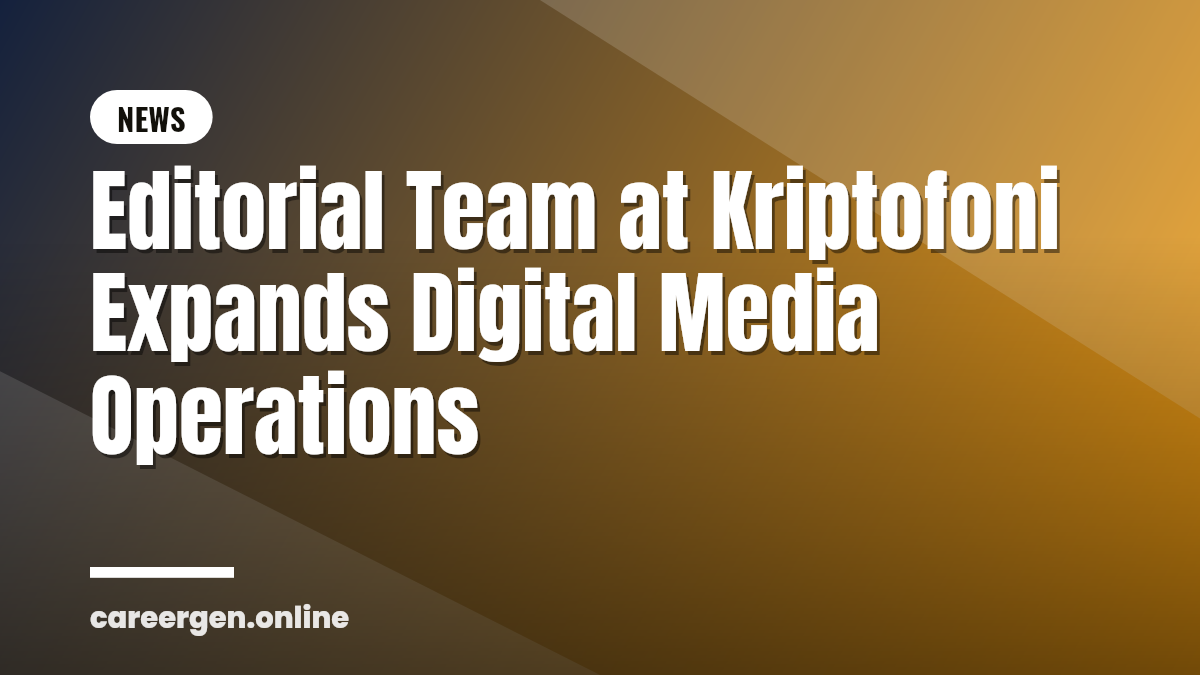 NEWS
Editorial Team at Kriptofoni
Expands Digital Media
Operations
careergen.online